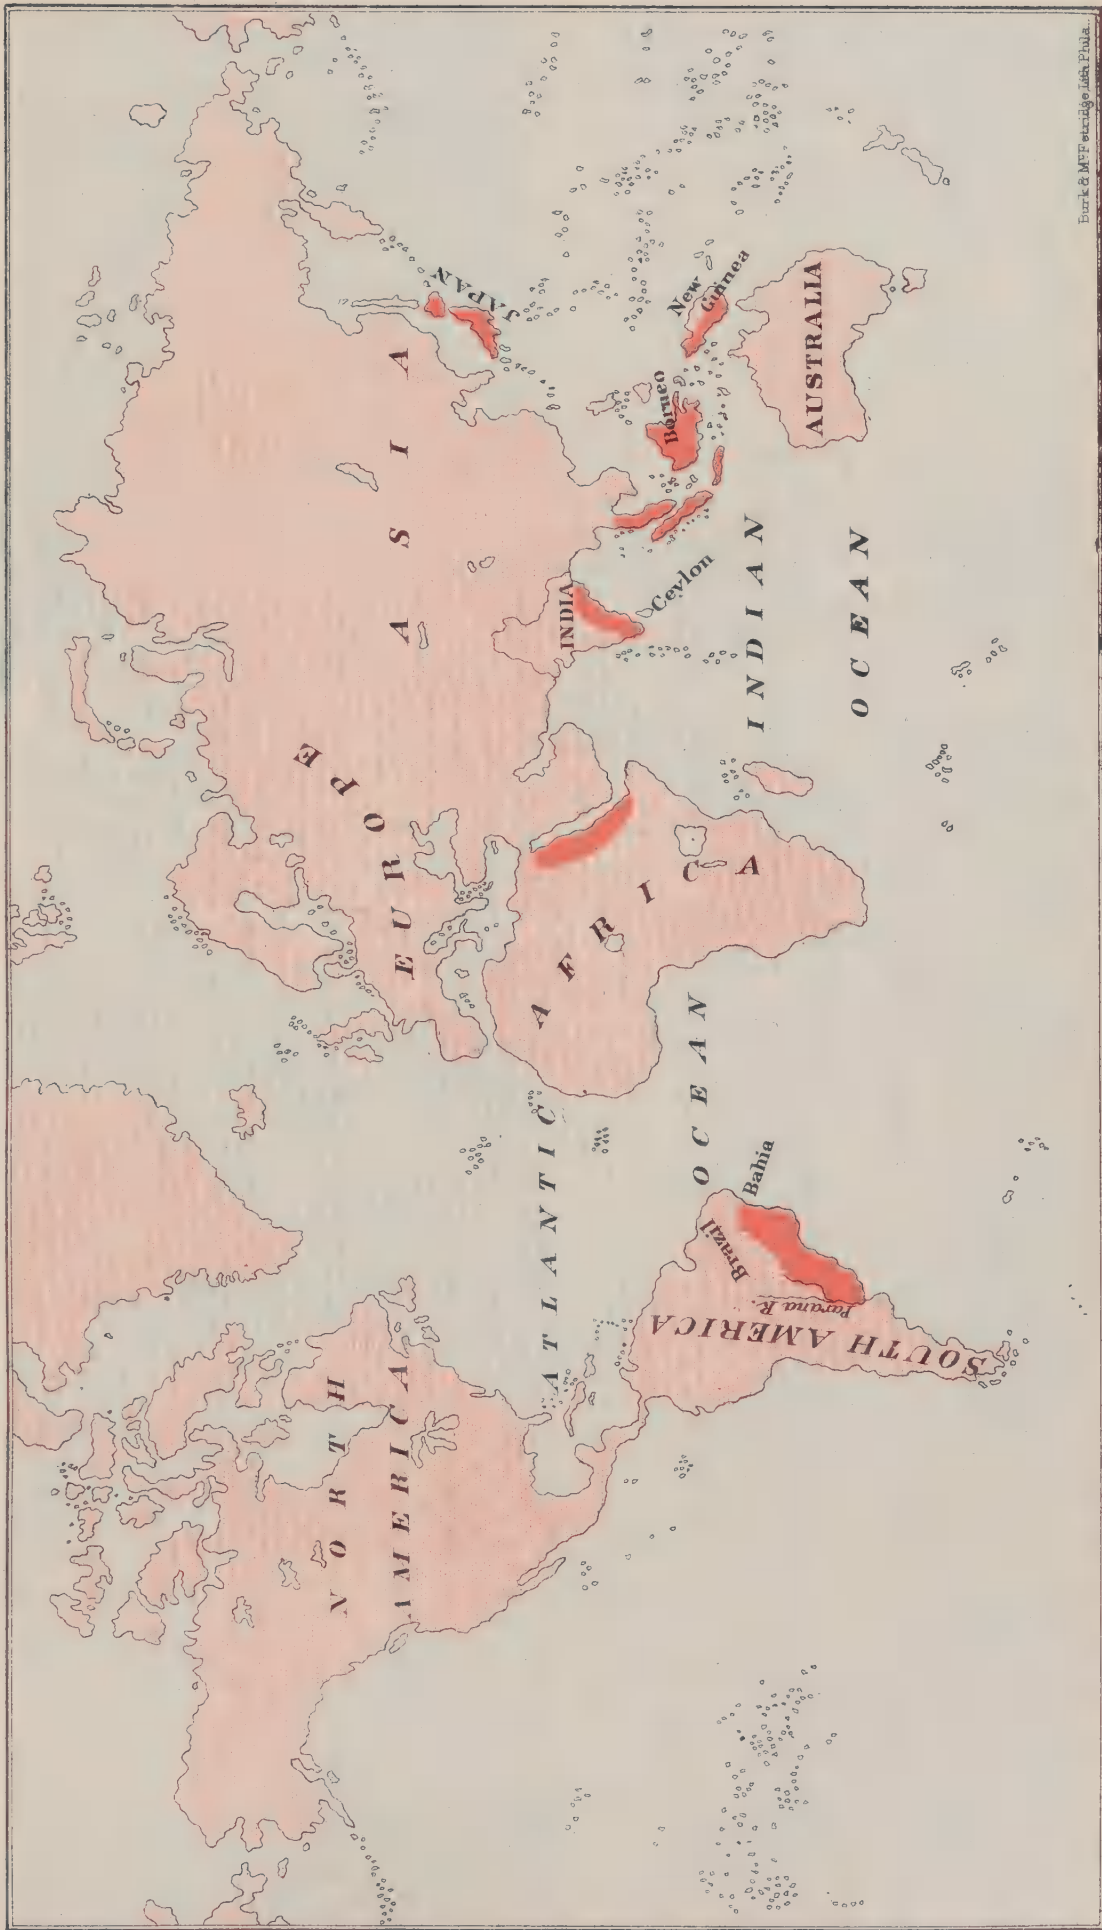 NORTH
AMERICA
ATLANTIC
OCEAN
SOUTH AMERICA
Brazil
Bahia
Parana R.
EUROPE
AFRICA
ASIA
INDIA
Ceylon
JAPAN
Borneo
New
Guinea
AUSTRALIA
INDIAN
OCEAN
Burk & McFetridge Lith. Phila.